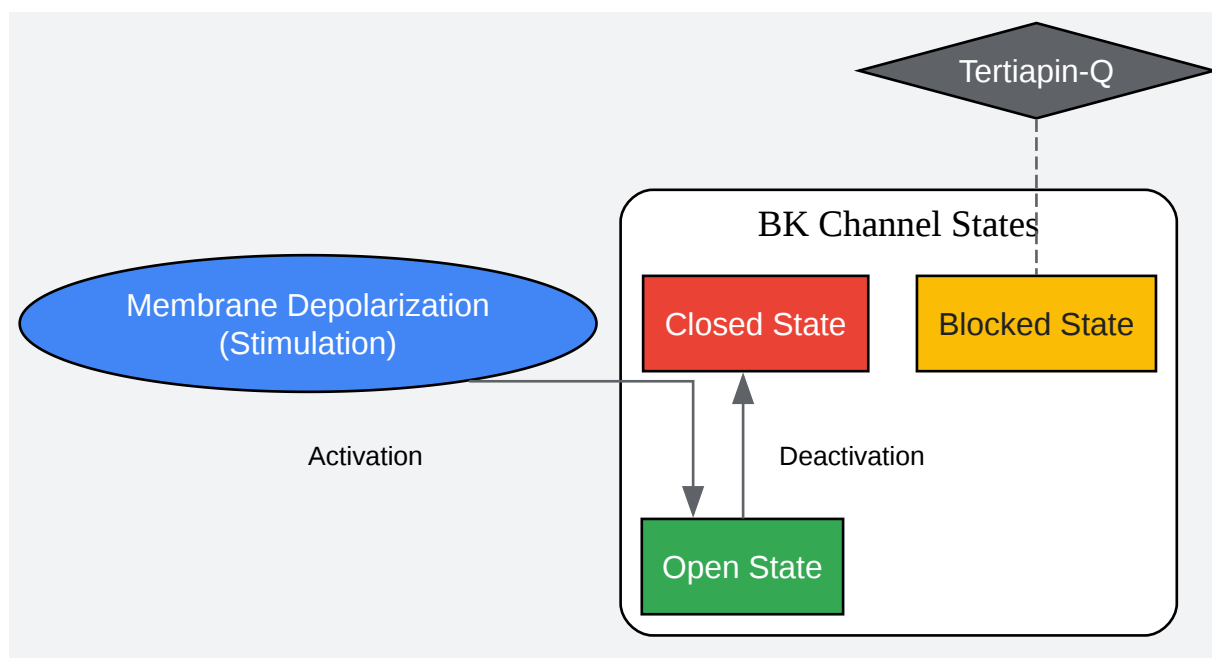 Tertiapin-Q
BK Channel States
Membrane Depolarization
(Stimulation)
Closed State
Blocked State
Activation
Deactivation
Open State